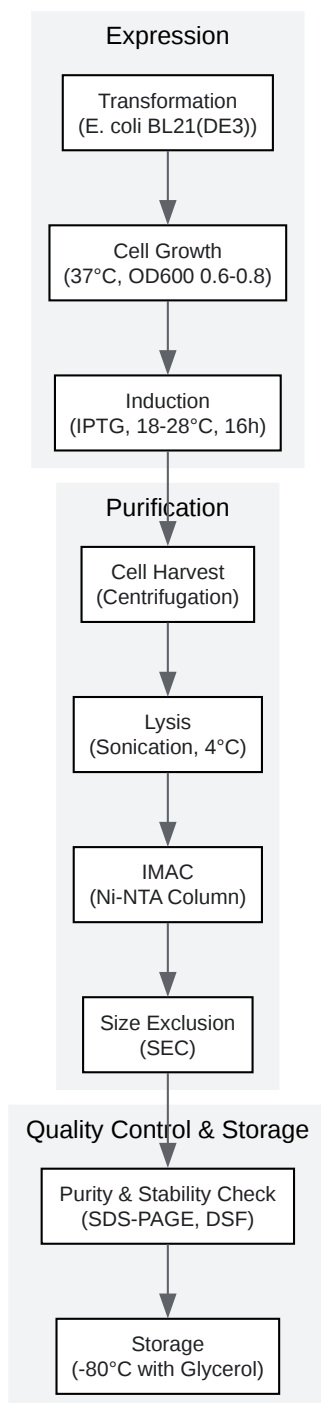 Expression
Transformation
(E. coli BL21(DE3))
Cell Growth
(37°C, OD600 0.6-0.8)
Induction
(IPTG, 18-28°C, 16h)
Purification
Cell Harvest
(Centrifugation)
Lysis
(Sonication, 4°C)
IMAC
(Ni-NTA Column)
Size Exclusion
(SEC)
Quality Control & Storage
Purity & Stability Check
(SDS-PAGE, DSF)
Storage
(-80°C with Glycerol)